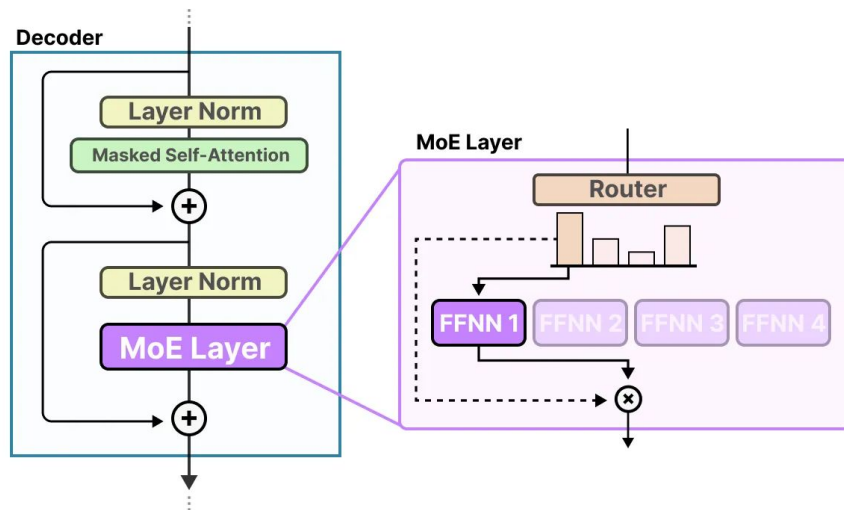 Decoder
Layer Norm
Masked Self-Attention
+
Layer Norm
MoE Layer
+
MoE Layer
Router
FFNN 1 FFNN 2 FFNN 3 FFNN 4
×